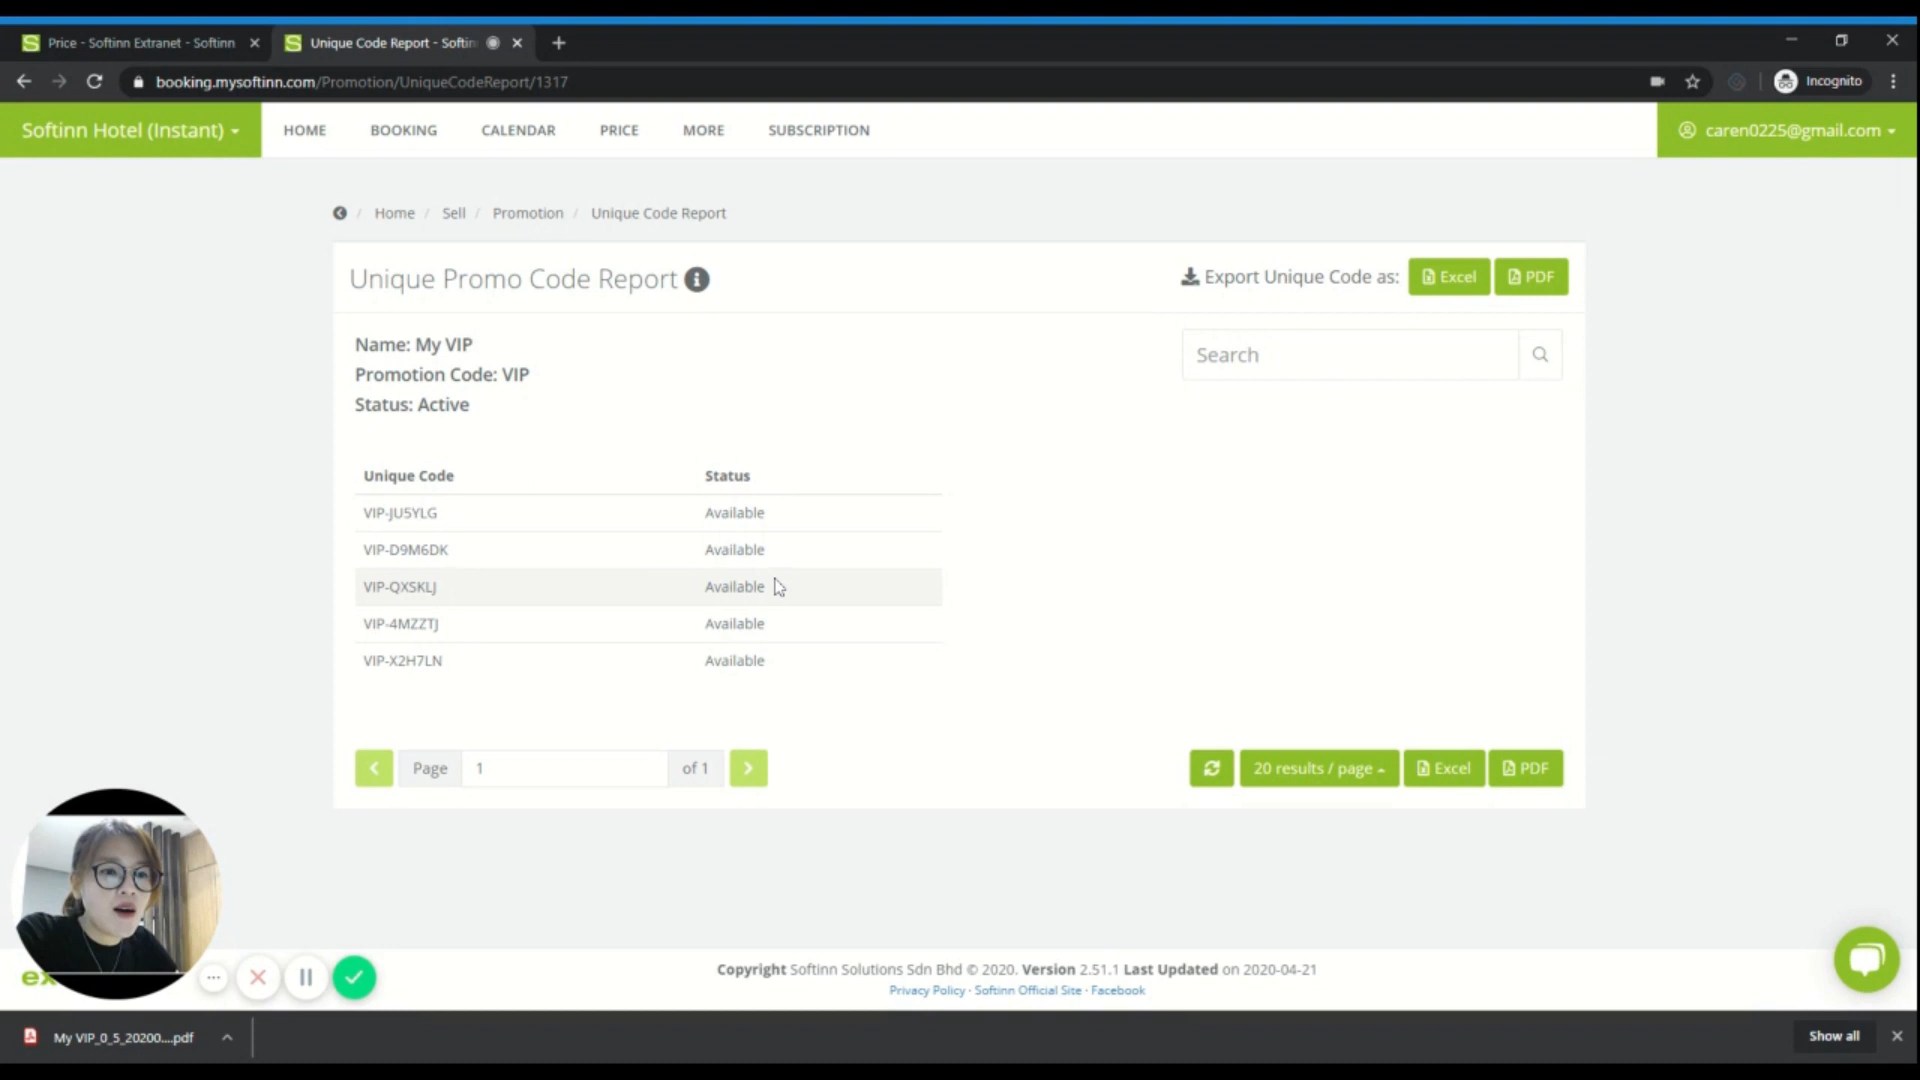 Price - Softinn Extranet - Softinn
Unique Code Report - Softin
booking.mysoftinn.com/Promotion/UniqueCodeReport/1317
Incognito
Softinn Hotel (Instant)
HOME
BOOKING
CALENDAR
PRICE
MORE
SUBSCRIPTION
caren0225@gmail.com
/ Home / Sell / Promotion / Unique Code Report
Unique Promo Code Report
Export Unique Code as:
Excel
PDF
Name: My VIP
Promotion Code: VIP
Status: Active
Search
Unique Code Status
VIP-JU5YLG Available
VIP-D9M6DK Available
VIP-QXSKLJ Available
VIP-4MZZTJ Available
VIP-X2H7LN Available
Page 1 of 1
20 results / page
Excel
PDF
ex
Copyright Softinn Solutions Sdn Bhd © 2020. Version 2.51.1 Last Updated on 2020-04-21
Privacy Policy · Softinn Official Site · Facebook
My VIP_0_5_20200....pdf
Show all